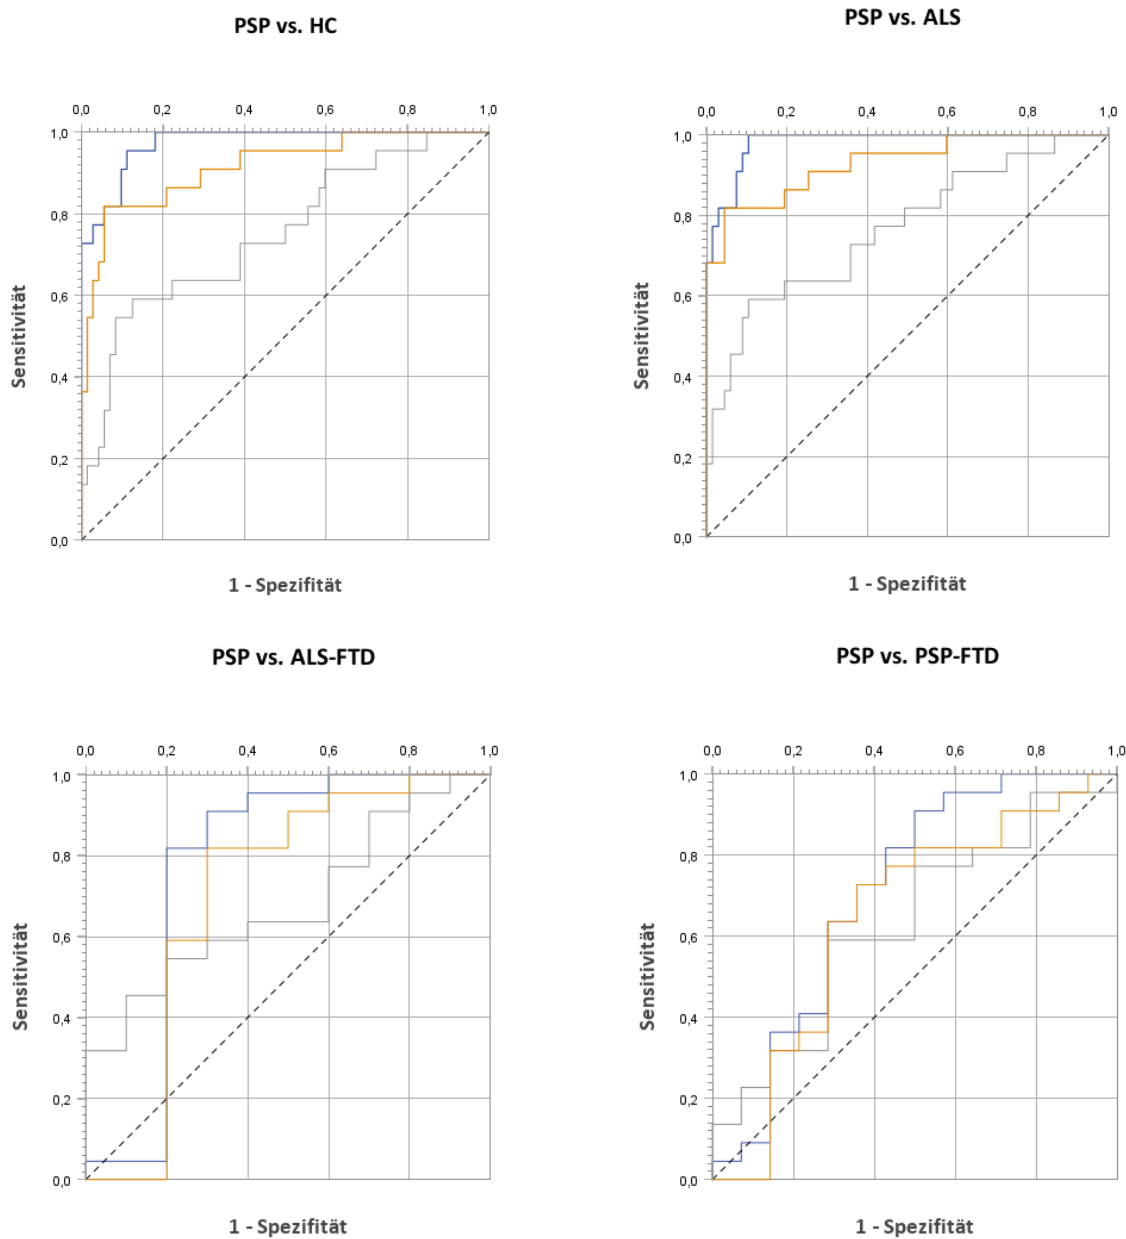 PSP vs. HC
0,0 0,2 0,4 0,6 0,8 1,0
1,0
0,8
0,6
0,4
0,2
0,0
Sensitivität
1 - Spezifität
PSP vs. ALS
0,0 0,2 0,4 0,6 0,8 1,0
1,0
0,8
0,6
0,4
0,2
0,0
Sensitivität
1 - Spezifität
PSP vs. ALS-FTD
0,0 0,2 0,4 0,6 0,8 1,0
1,0
0,8
0,6
0,4
0,2
0,0
Sensitivität
1 - Spezifität
PSP vs. PSP-FTD
0,0 0,2 0,4 0,6 0,8 1,0
1,0
0,8
0,6
0,4
0,2
0,0
Sensitivität
1 - Spezifität